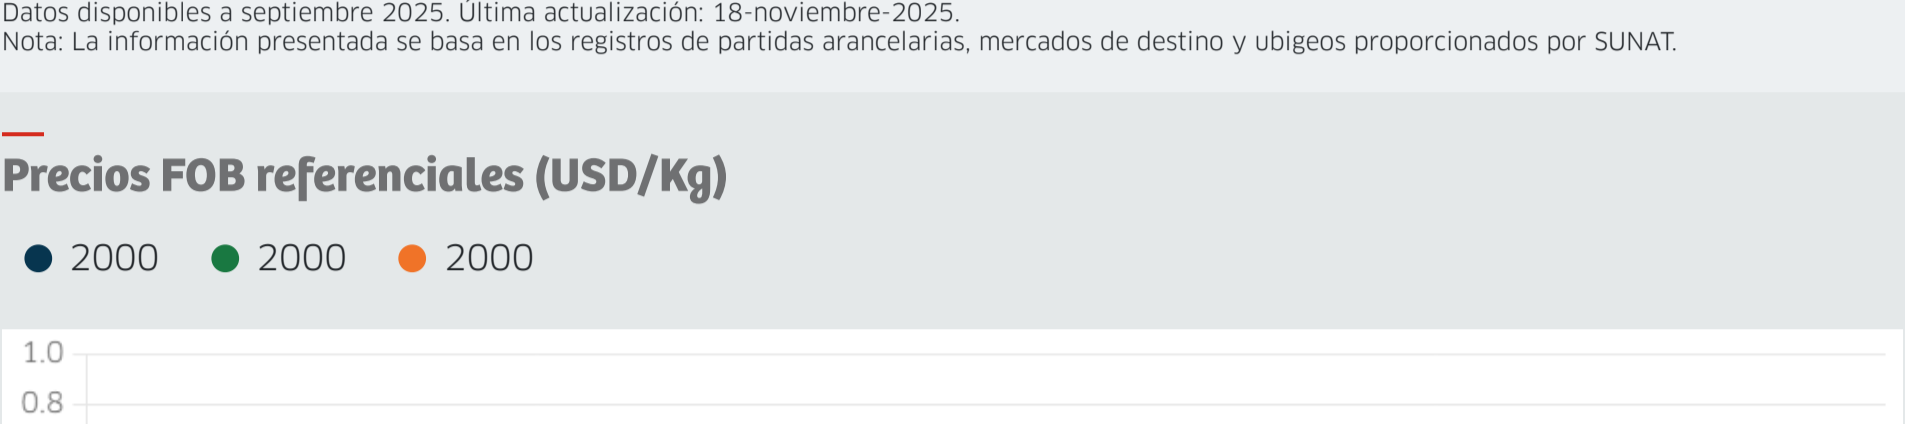 Datos disponibles a septiembre 2025. Última actualización: 18-noviembre-2025.
Nota: La información presentada se basa en los registros de partidas arancelarias, mercados de destino y ubigeos proporcionados por SUNAT.
Precios FOB referenciales (USD/Kg)
2000 2000 2000
1.0
0.8